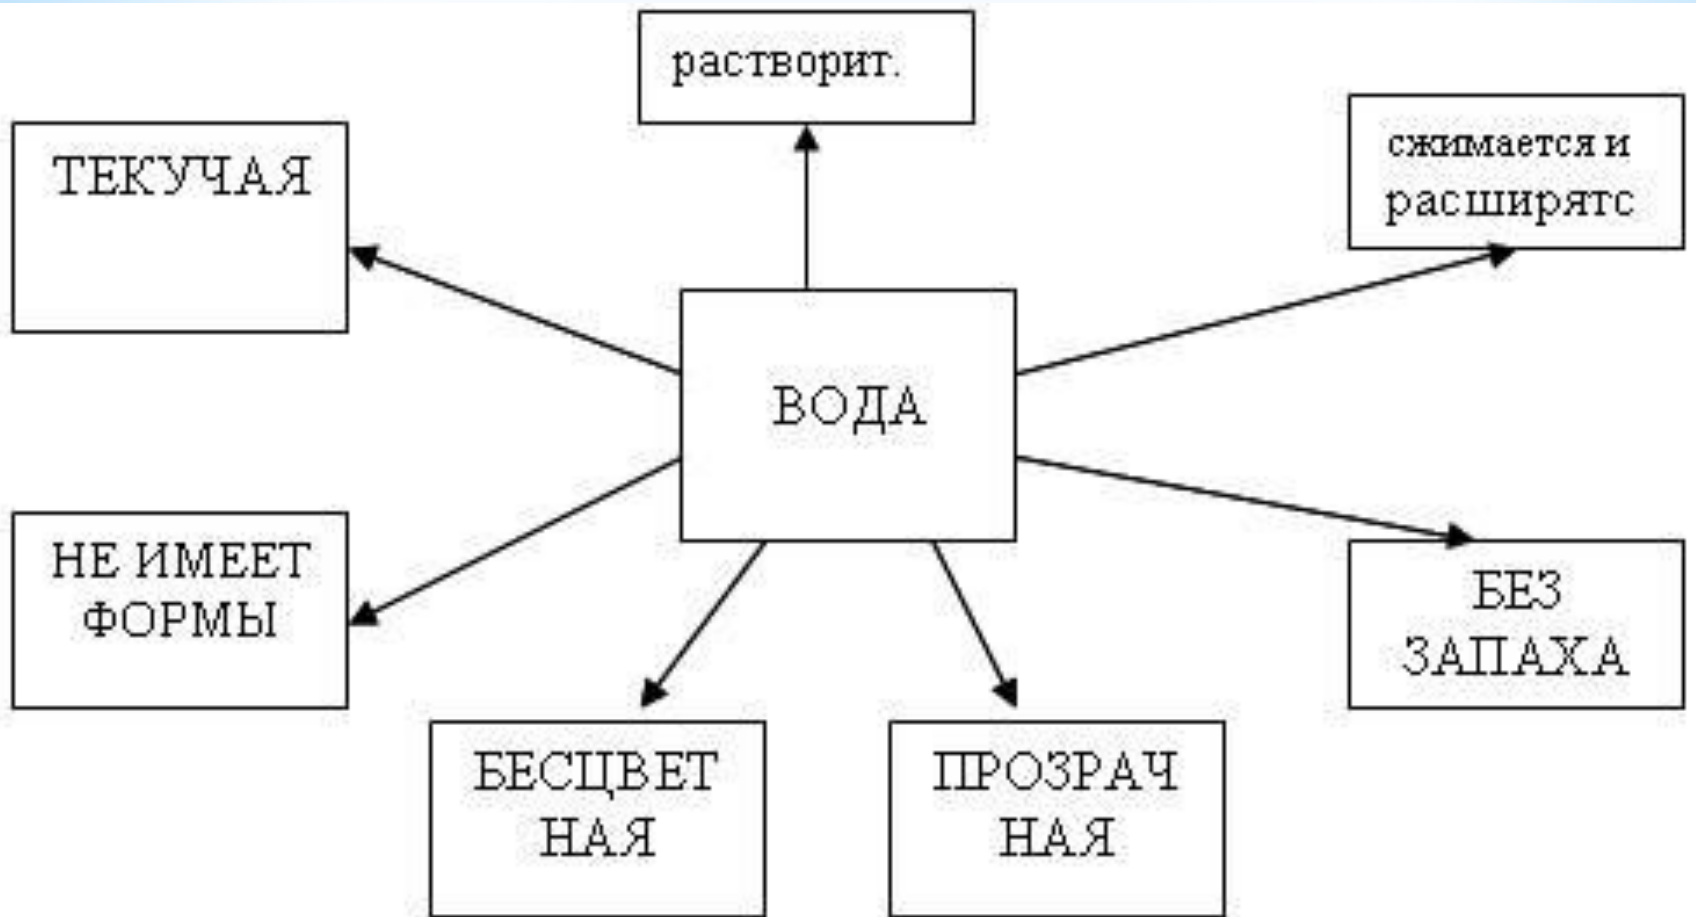 растворит.
ТЕКУЧАЯ
сжимается и
расширятс
ВОДА
НЕ ИМЕЕТ
ФОРМЫ
БЕЗ
ЗАПАХА
БЕСЦВЕТ
НАЯ
ПРОЗРАЧ
НАЯ